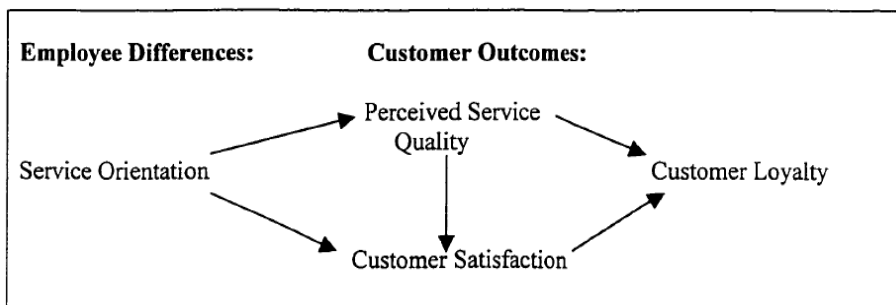 Employee Differences: Customer Outcomes:
Perceived Service
Quality
Service Orientation
Customer Loyalty
Customer Satisfaction